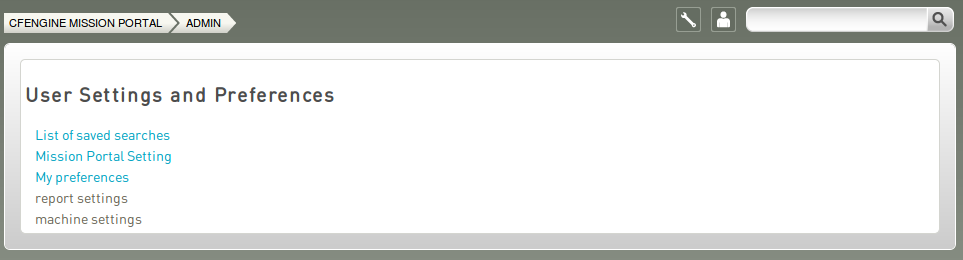 CFENGINE MISSION PORTAL ADMIN
User Settings and Preferences
List of saved searches
Mission Portal Setting
My preferences
report settings
machine settings